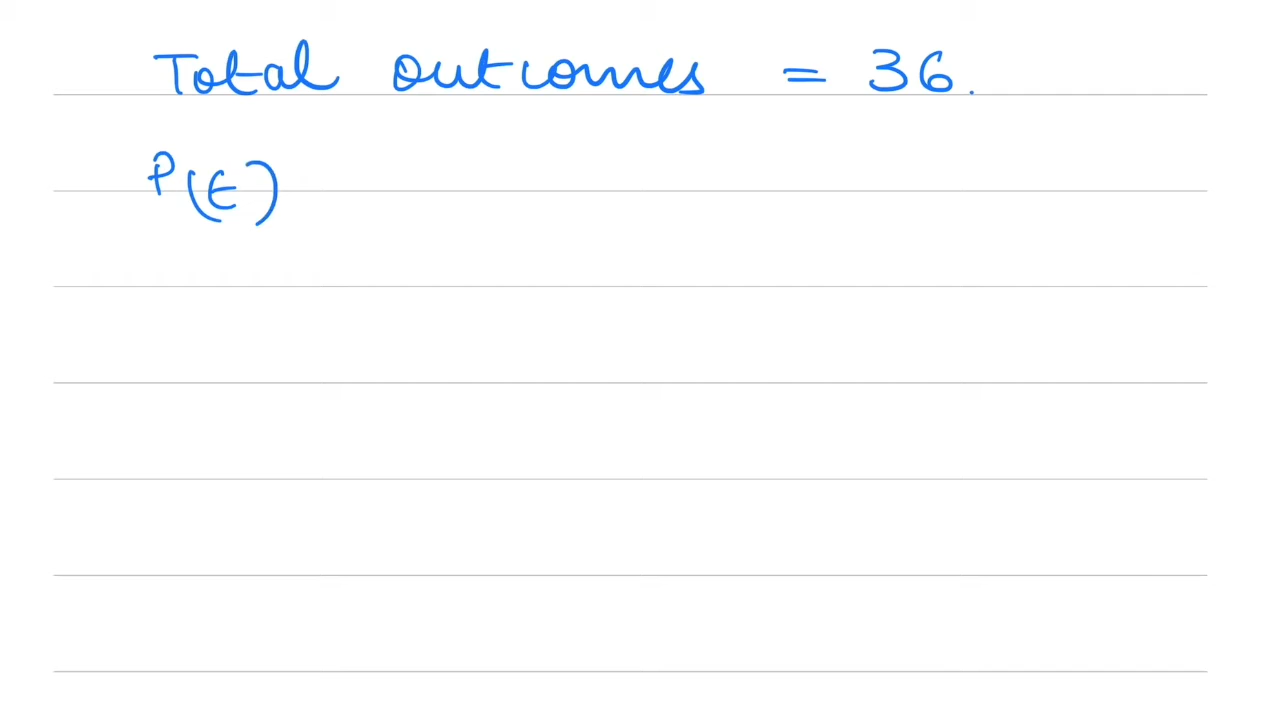 Total outcomes = 36.
P(E)